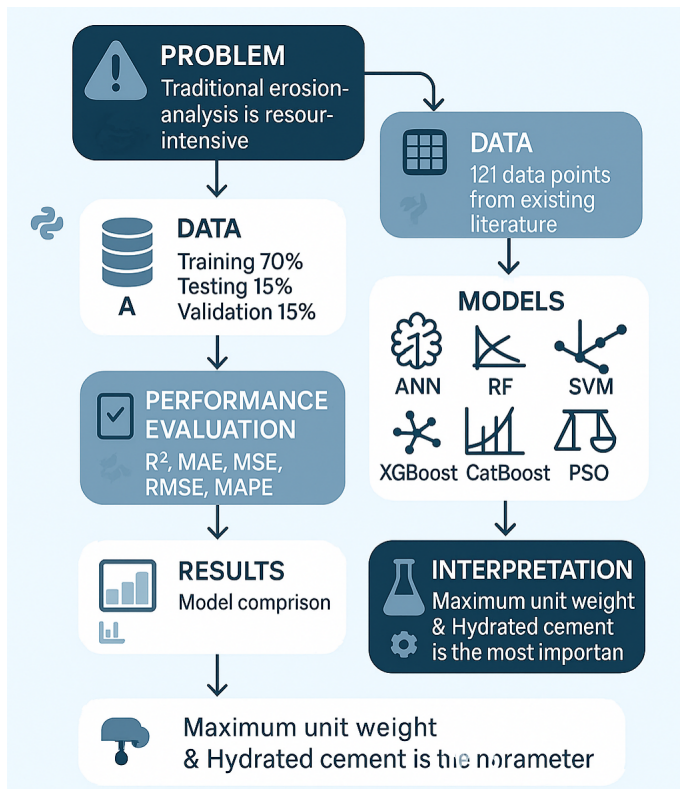 PROBLEM
Traditional erosion-
analysis is resour-
intensive
DATA
121 data points
from existing
literature
DATA
Training 70%
Testing 15%
Validation 15%
A
MODELS
ANN RF SVM
XGBoost CatBoost PSO
PERFORMANCE
EVALUATION
R², MAE, MSE,
RMSE, MAPE
RESULTS
Model comprison
INTERPRETATION
Maximum unit weight
& Hydrated cement
is the most importan
Maximum unit weight
& Hydrated cement is